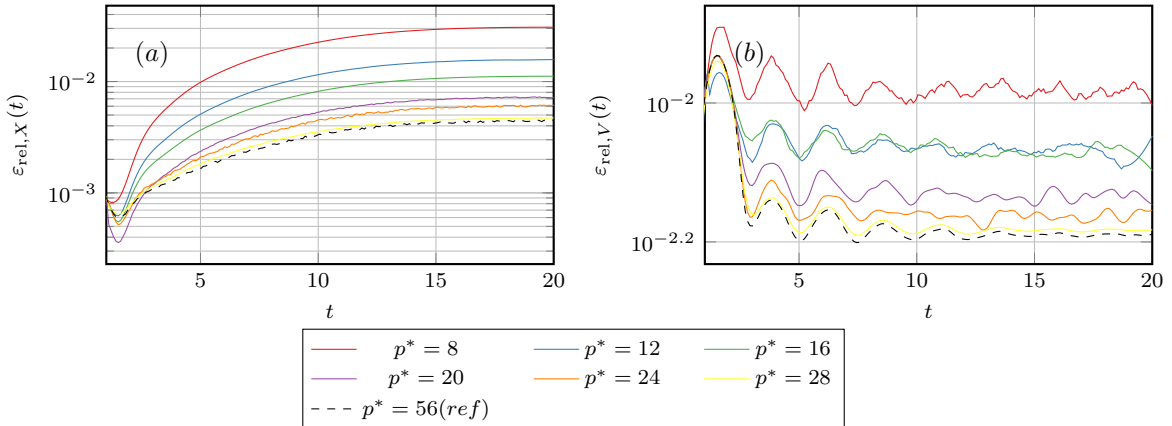 (a)
10^{-2}
10^{-3}
ε_{rel,X}(t)
5 10 15 20
t
(b)
10^{-2}
10^{-2.2}
ε_{rel,V}(t)
5 10 15 20
t
p* = 8 p* = 12 p* = 16
p* = 20 p* = 24 p* = 28
p* = 56(ref)